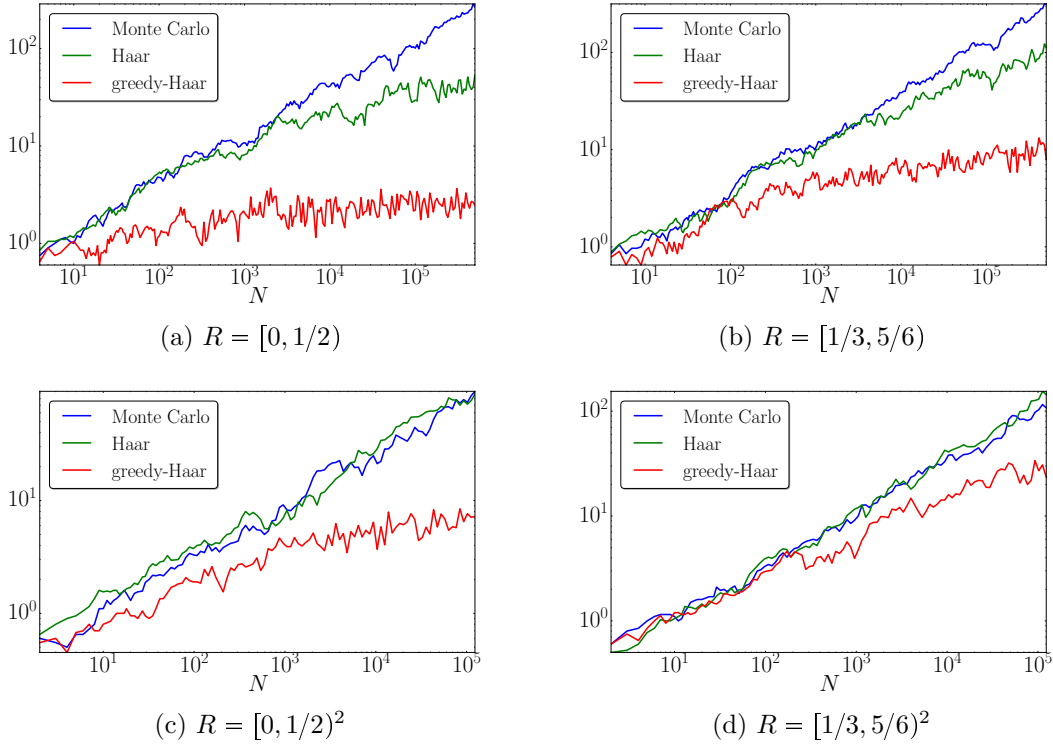 Monte Carlo
Haar
greedy-Haar
10^2
10^1
10^0
10^1
10^2
10^3
10^4
10^5
N
(a) R = [0, 1/2)
Monte Carlo
Haar
greedy-Haar
10^2
10^1
10^0
10^1
10^2
10^3
10^4
10^5
N
(b) R = [1/3, 5/6)
Monte Carlo
Haar
greedy-Haar
10^1
10^0
10^1
10^2
10^3
10^4
10^5
N
(c) R = [0, 1/2)^2
Monte Carlo
Haar
greedy-Haar
10^2
10^1
10^0
10^1
10^2
10^3
10^4
10^5
N
(d) R = [1/3, 5/6)^2